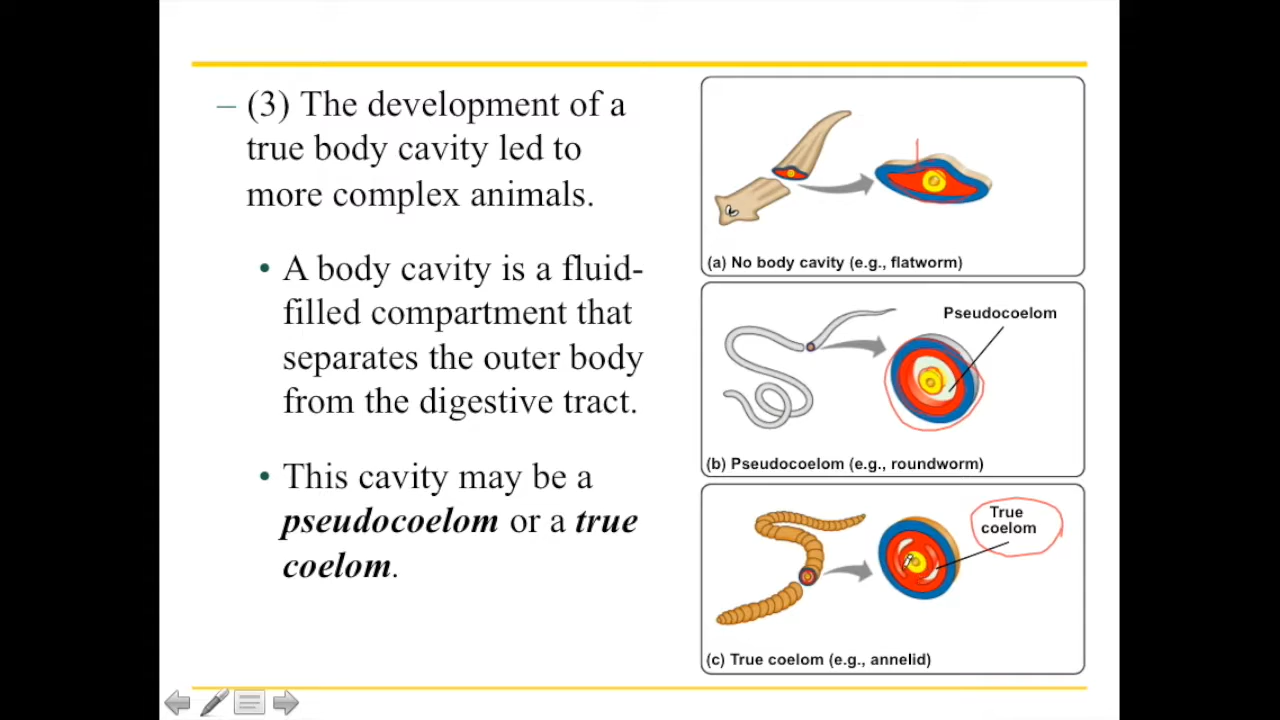 – (3) The development of a
true body cavity led to
more complex animals.
• A body cavity is a fluid-
filled compartment that
separates the outer body
from the digestive tract.
• This cavity may be a
pseudocoelom or a true
coelom.
(a) No body cavity (e.g., flatworm)
Pseudocoelom
(b) Pseudocoelom (e.g., roundworm)
True
coelom
(c) True coelom (e.g., annelid)